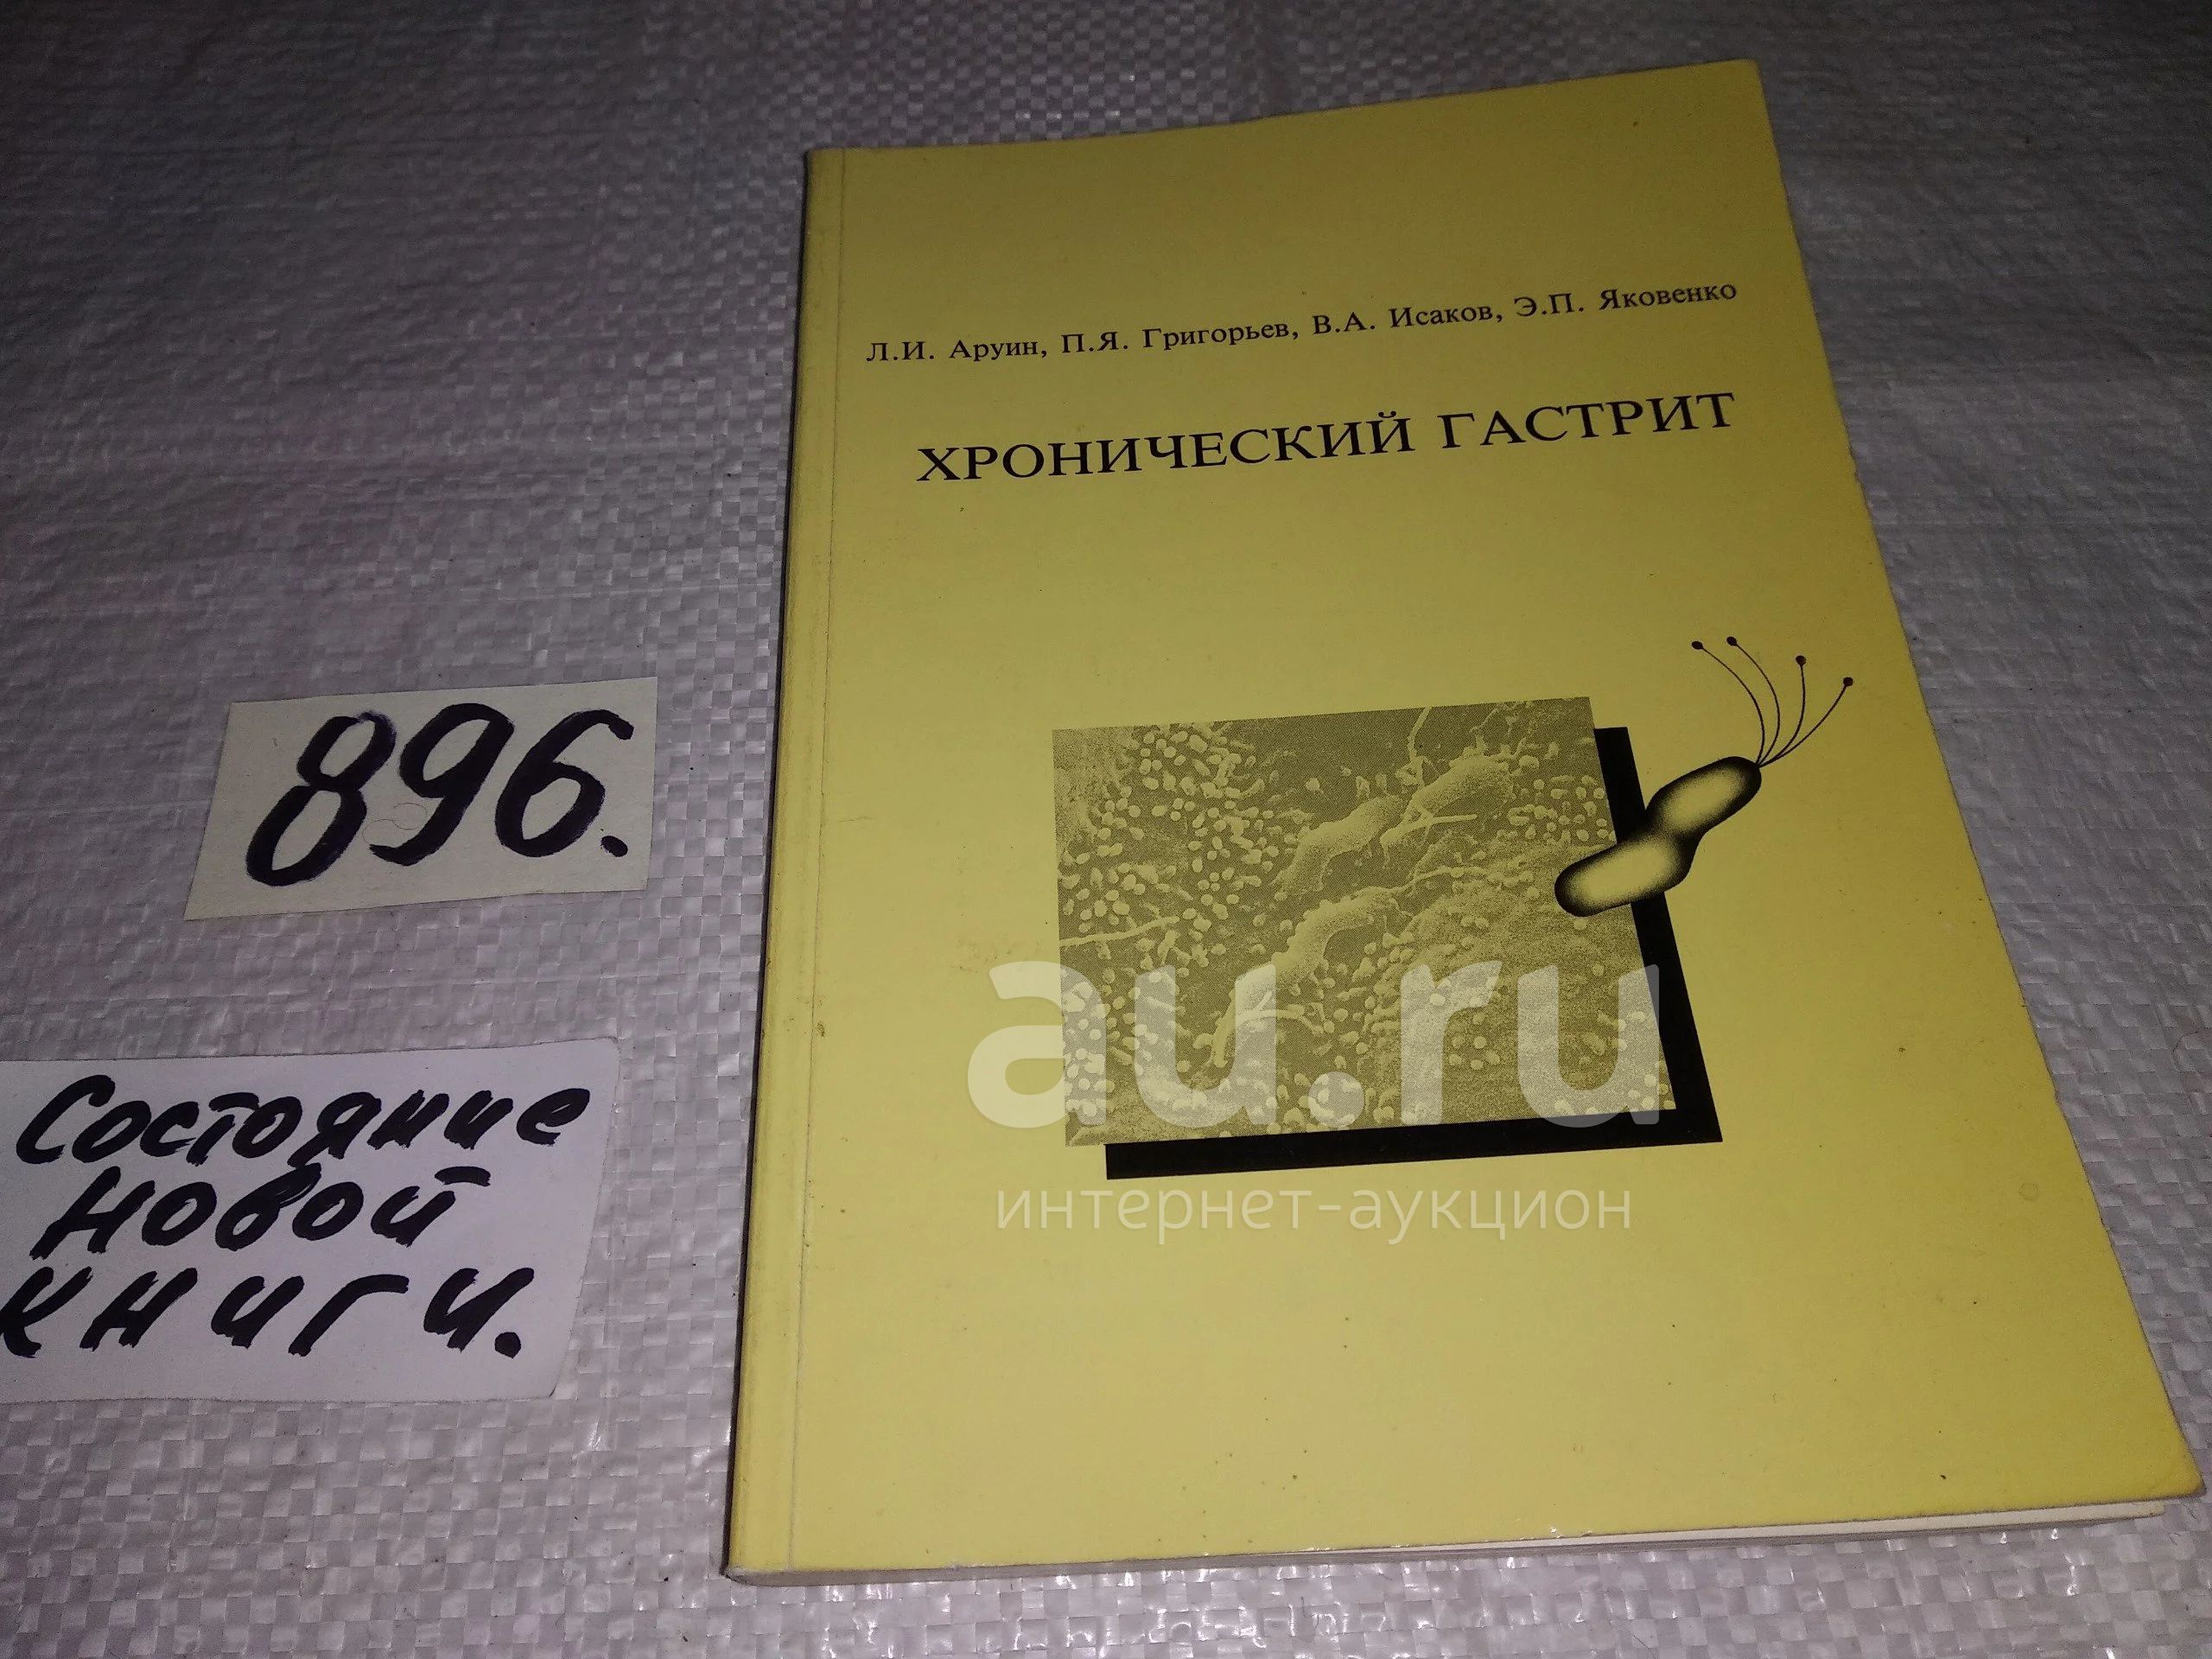 Л.И. Аруин, П.Я. Григорьев, В.А. Исаков, Э.П. Яковенко
ХРОНИЧЕСКИЙ ГАСТРИТ
896.
Состояние
новой
книги.
au.ru
интернет-аукцион